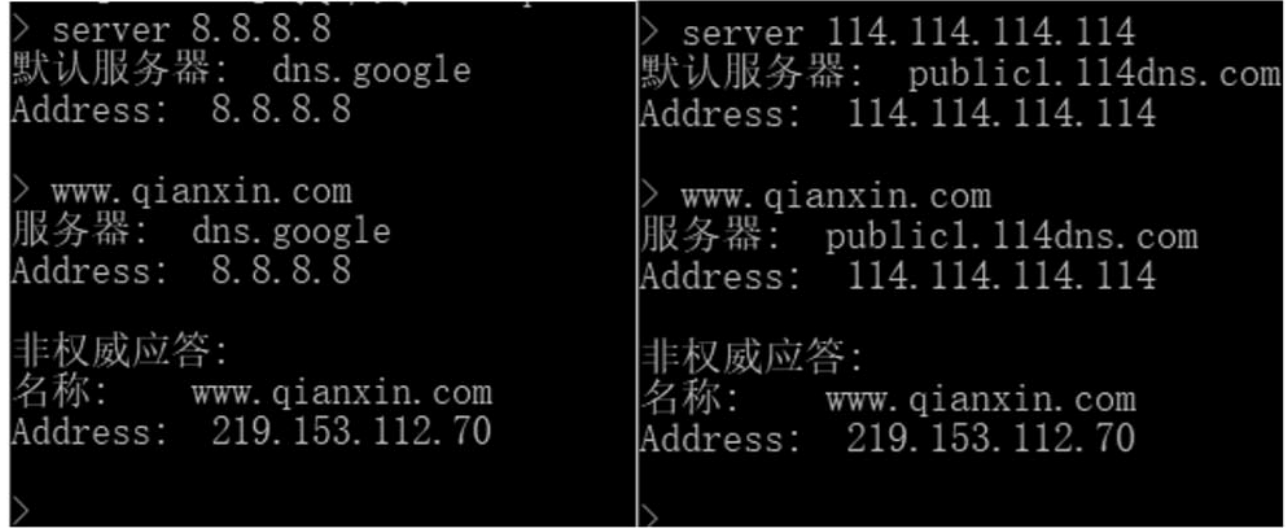 > server 8.8.8.8
默认服务器:  dns.google
Address:  8.8.8.8
> www.qianxin.com
服务器:  dns.google
Address:  8.8.8.8
非权威应答:
名称:    www.qianxin.com
Address:  219.153.112.70
>
> server 114.114.114.114
默认服务器:  public1.114dns.com
Address:  114.114.114.114
> www.qianxin.com
服务器:  public1.114dns.com
Address:  114.114.114.114
非权威应答:
名称:    www.qianxin.com
Address:  219.153.112.70
>